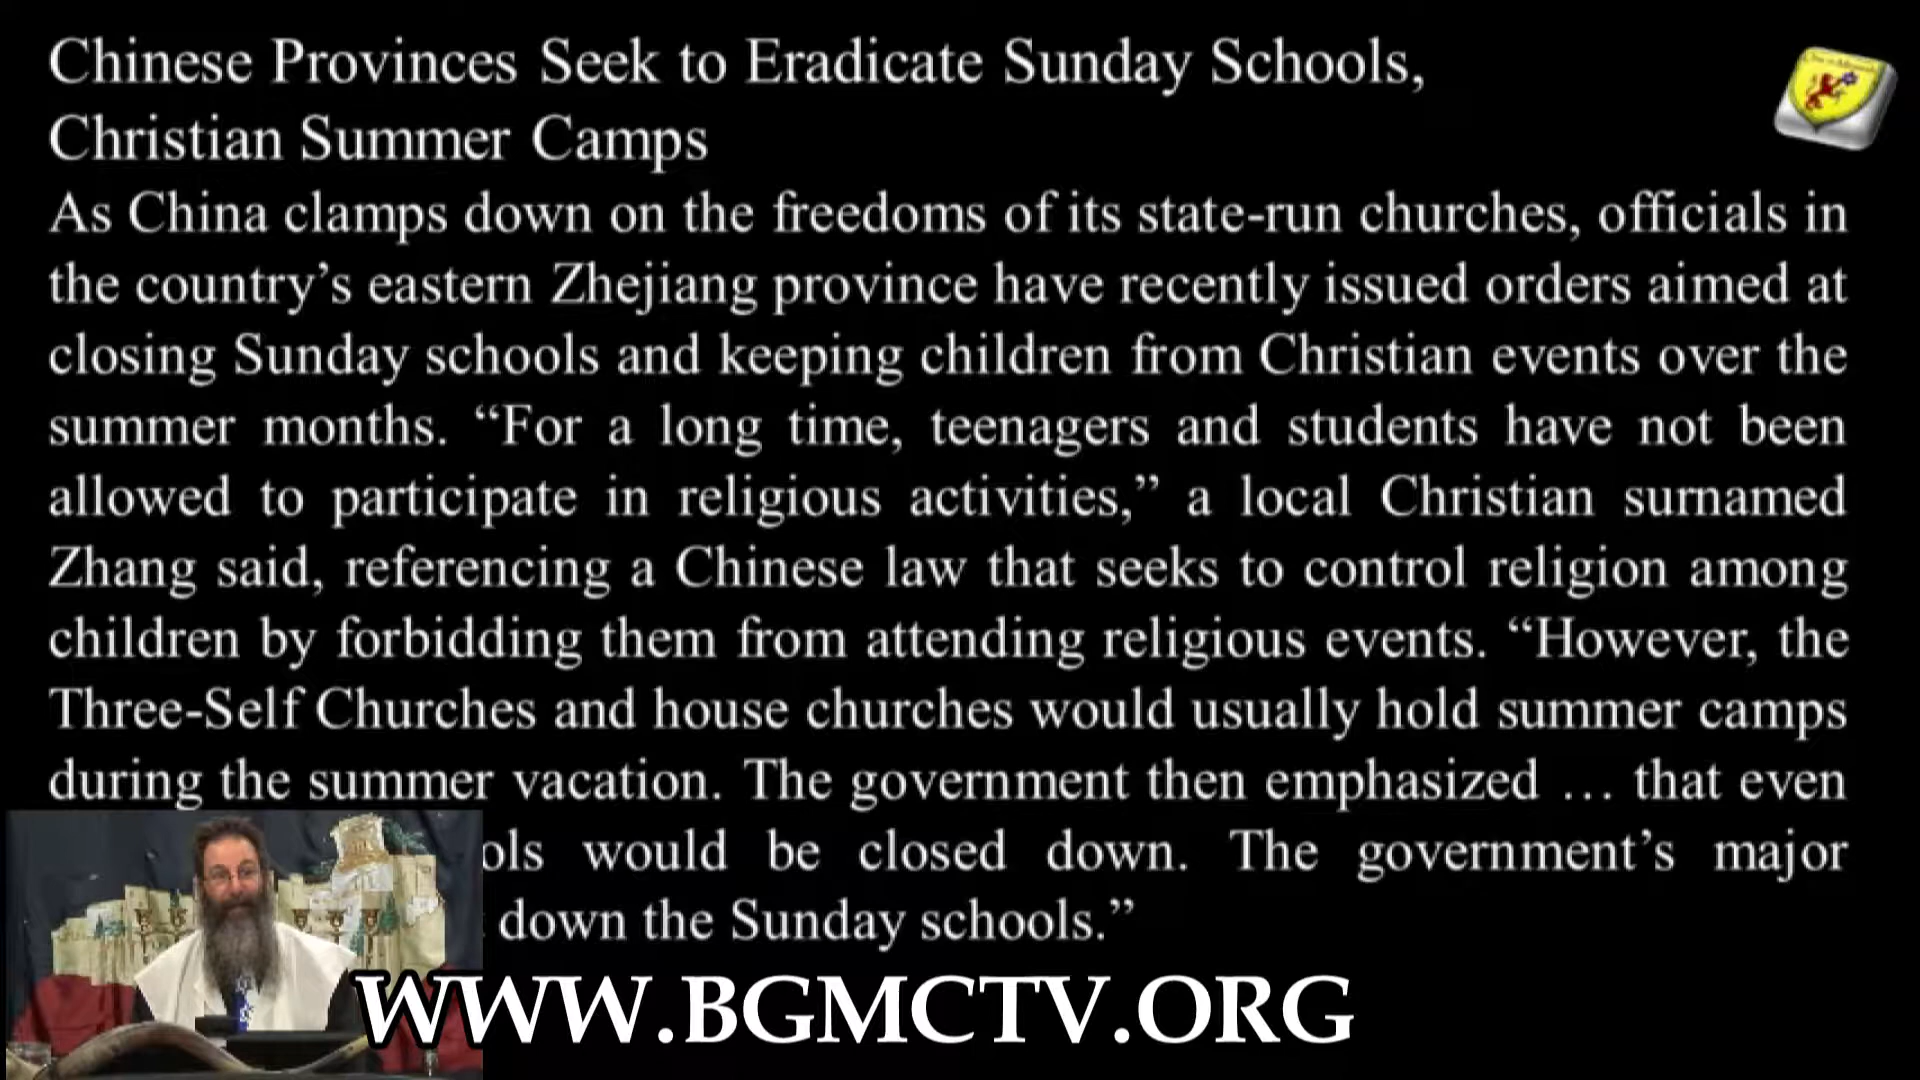 Chinese Provinces Seek to Eradicate Sunday Schools,
Christian Summer Camps
As China clamps down on the freedoms of its state-run churches, officials in
the country’s eastern Zhejiang province have recently issued orders aimed at
closing Sunday schools and keeping children from Christian events over the
summer months. “For a long time, teenagers and students have not been
allowed to participate in religious activities,” a local Christian surnamed
Zhang said, referencing a Chinese law that seeks to control religion among
children by forbidding them from attending religious events. “However, the
Three-Self Churches and house churches would usually hold summer camps
during the summer vacation. The government then emphasized … that even
ols would be closed down. The government’s major
down the Sunday schools.”
WWW.BGMCTV.ORG